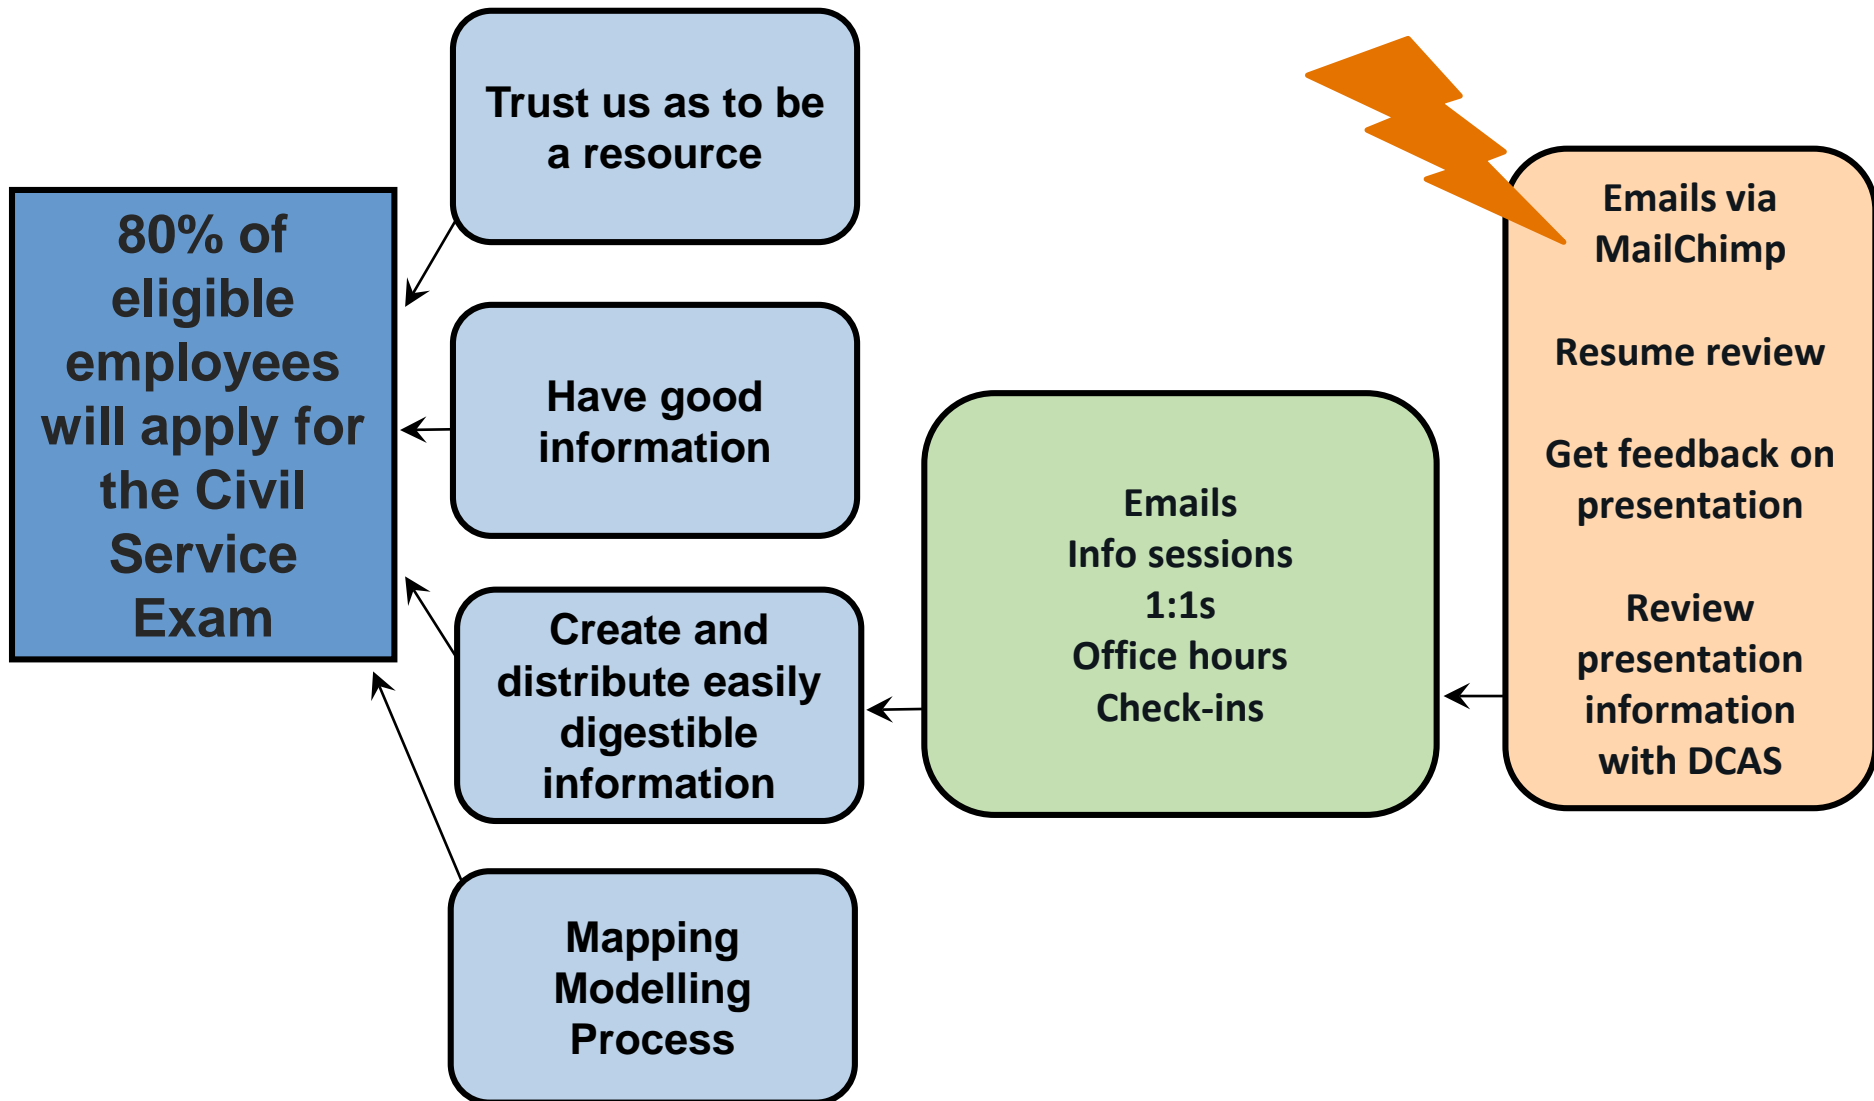 80% of
eligible
employees
will apply for
the Civil
Service
Exam
Trust us as to be
a resource
Have good
information
Create and
distribute easily
digestible
information
Mapping
Modelling
Process
Emails
Info sessions
1:1s
Office hours
Check-ins
Emails via
MailChimp
Resume review
Get feedback on
presentation
Review
presentation
information
with DCAS